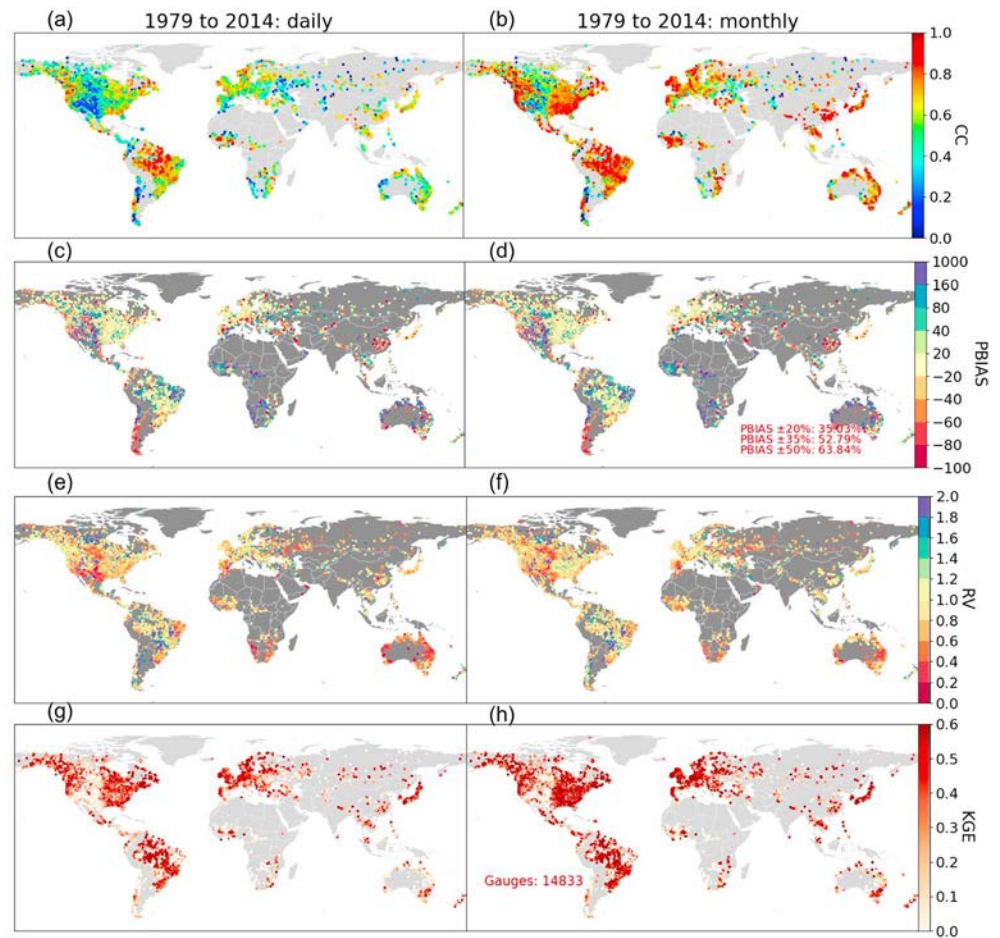 1979 to 2014: daily
1979 to 2014: monthly
(a)
(b)
1.0
0.8
0.6
0.4
0.2
0.0
CC
(c)
(d)
1000
160
80
40
20
−20
−40
−60
−80
−100
PBIAS
PBIAS ±20%: 35.03%
PBIAS ±35%: 52.79%
PBIAS ±50%: 63.84%
(e)
(f)
2.0
1.8
1.6
1.4
1.2
1.0
0.8
0.6
0.4
0.2
0.0
RV
(g)
(h)
0.6
0.5
0.4
0.3
0.2
0.1
0.0
KGE
Gauges: 14833